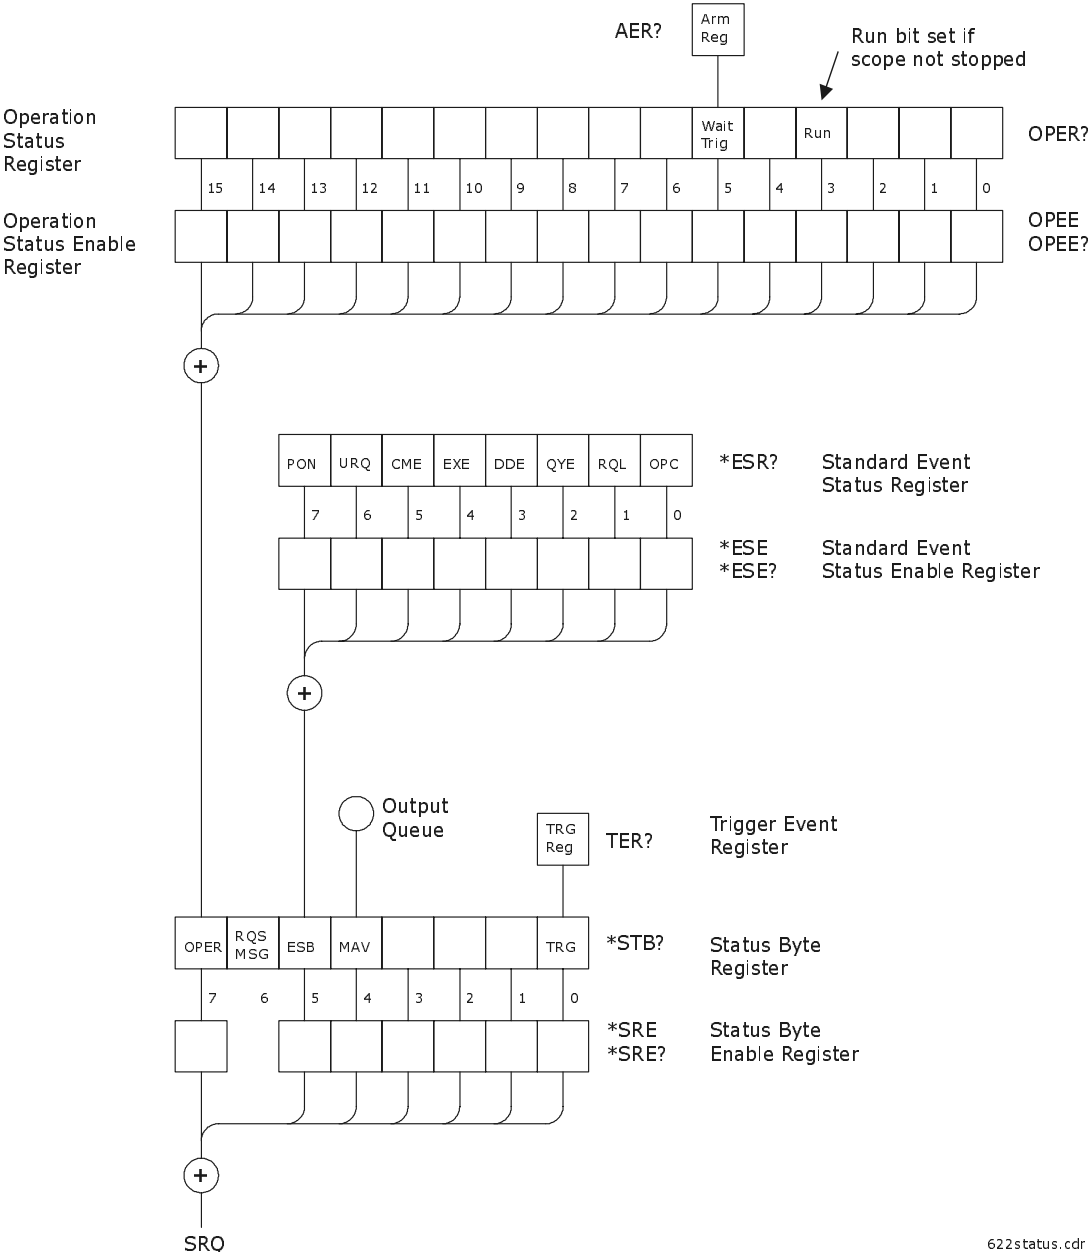 AER?
Arm
Reg
Run bit set if
scope not stopped
Operation
Status
Register
Wait
Trig
Run
OPER?
15 14 13 12 11 10 9 8 7 6 5 4 3 2 1 0
Operation
Status Enable
Register
OPEE
OPEE?
+
PON URQ CME EXE DDE QYE RQL OPC
*ESR?
Standard Event
Status Register
7 6 5 4 3 2 1 0
*ESE
*ESE?
Standard Event
Status Enable Register
+
Output
Queue
TRG
Reg
TER?
Trigger Event
Register
OPER
RQS
MSG
ESB
MAV
TRG
*STB?
Status Byte
Register
7 6 5 4 3 2 1 0
*SRE
*SRE?
Status Byte
Enable Register
+
SRQ
622status.cdr